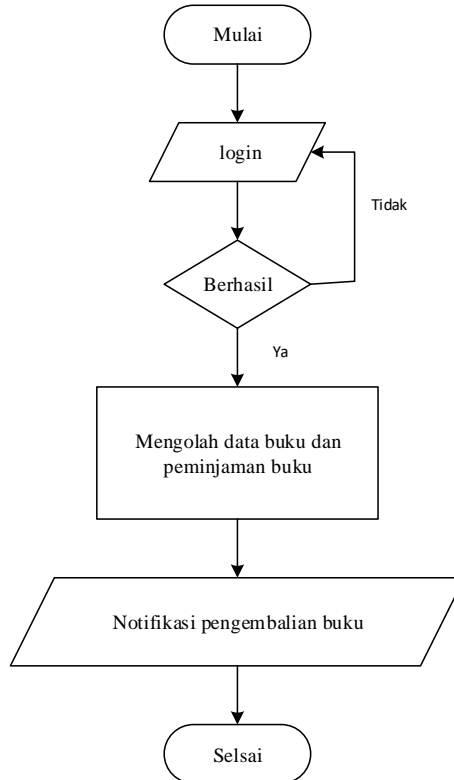 Mulai
login
Tidak
Berhasil
Ya
Mengolah data buku dan
peminjaman buku
Notifikasi pengembalian buku
Selsai